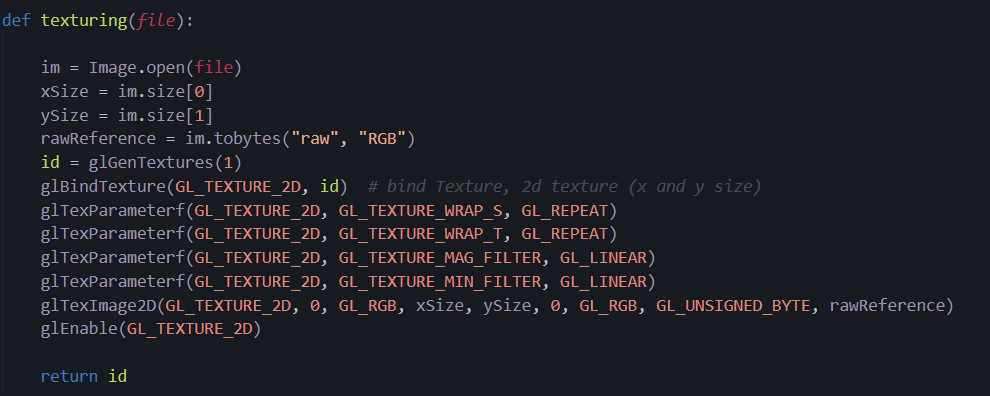 def texturing(file):
im = Image.open(file)
xSize = im.size[0]
ySize = im.size[1]
rawReference = im.tobytes("raw", "RGB")
id = glGenTextures(1)
glBindTexture(GL_TEXTURE_2D, id)  # bind Texture, 2d texture (x and y size)
glTexParameterf(GL_TEXTURE_2D, GL_TEXTURE_WRAP_S, GL_REPEAT)
glTexParameterf(GL_TEXTURE_2D, GL_TEXTURE_WRAP_T, GL_REPEAT)
glTexParameterf(GL_TEXTURE_2D, GL_TEXTURE_MAG_FILTER, GL_LINEAR)
glTexParameterf(GL_TEXTURE_2D, GL_TEXTURE_MIN_FILTER, GL_LINEAR)
glTexImage2D(GL_TEXTURE_2D, 0, GL_RGB, xSize, ySize, 0, GL_RGB, GL_UNSIGNED_BYTE, rawReference)
glEnable(GL_TEXTURE_2D)
return id